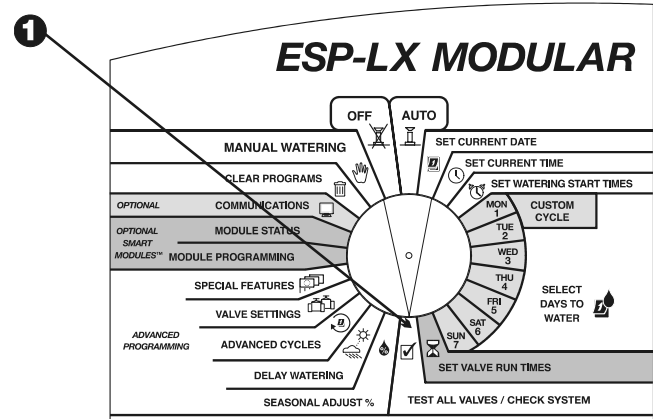 1
ESP-LX MODULAR
OFF
AUTO
MANUAL WATERING
SET CURRENT DATE
CLEAR PROGRAMS
SET CURRENT TIME
SET WATERING START TIMES
OPTIONAL
COMMUNICATIONS
MON
1
CUSTOM
CYCLE
OPTIONAL
SMART
MODULES™
MODULE STATUS
MODULE PROGRAMMING
TUE
2
WED
3
THU
4
FRI
5
SAT
6
SUN
7
SELECT
DAYS TO
WATER
SPECIAL FEATURES
VALVE SETTINGS
ADVANCED
PROGRAMMING
ADVANCED CYCLES
DELAY WATERING
SEASONAL ADJUST %
SET VALVE RUN TIMES
TEST ALL VALVES / CHECK SYSTEM